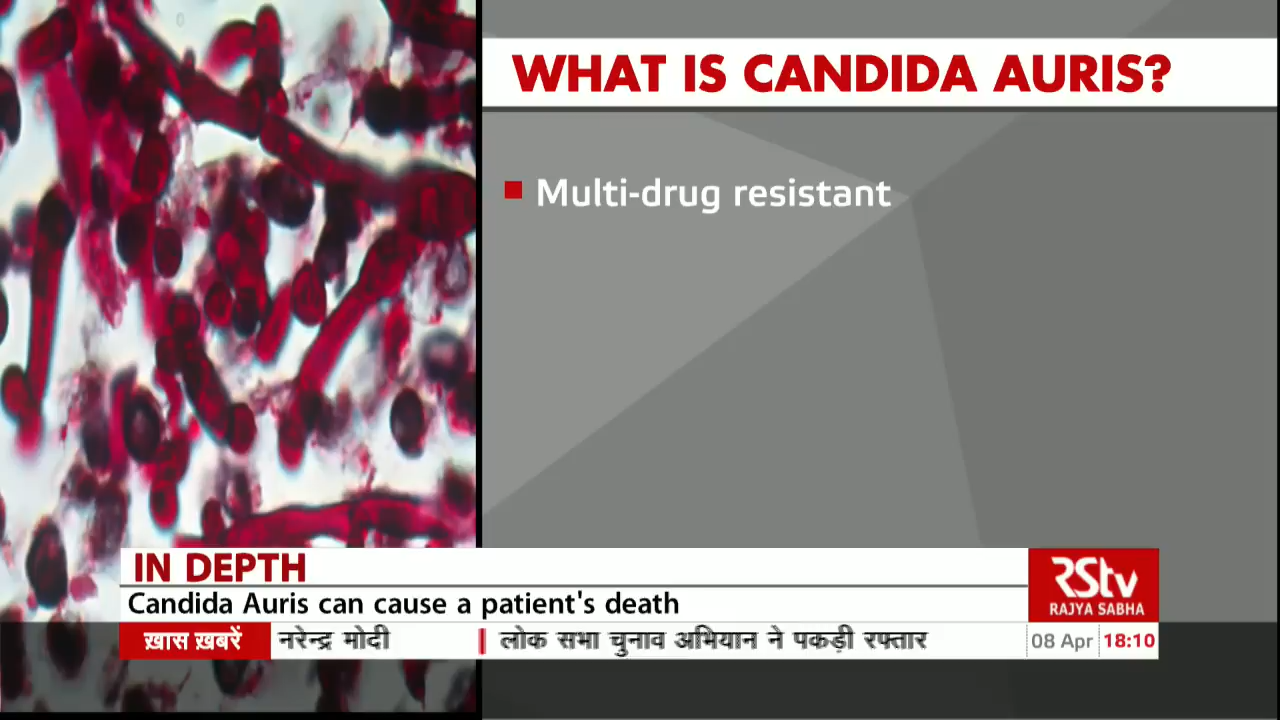 WHAT IS CANDIDA AURIS?
Multi-drug resistant
IN DEPTH
Candida Auris can cause a patient's death
RSTV
RAJYA SABHA
ख़ास ख़बरें
नरेन्द्र मोदी
लोक सभा चुनाव अभियान ने पकड़ी रफ्तार
08 Apr
18:10